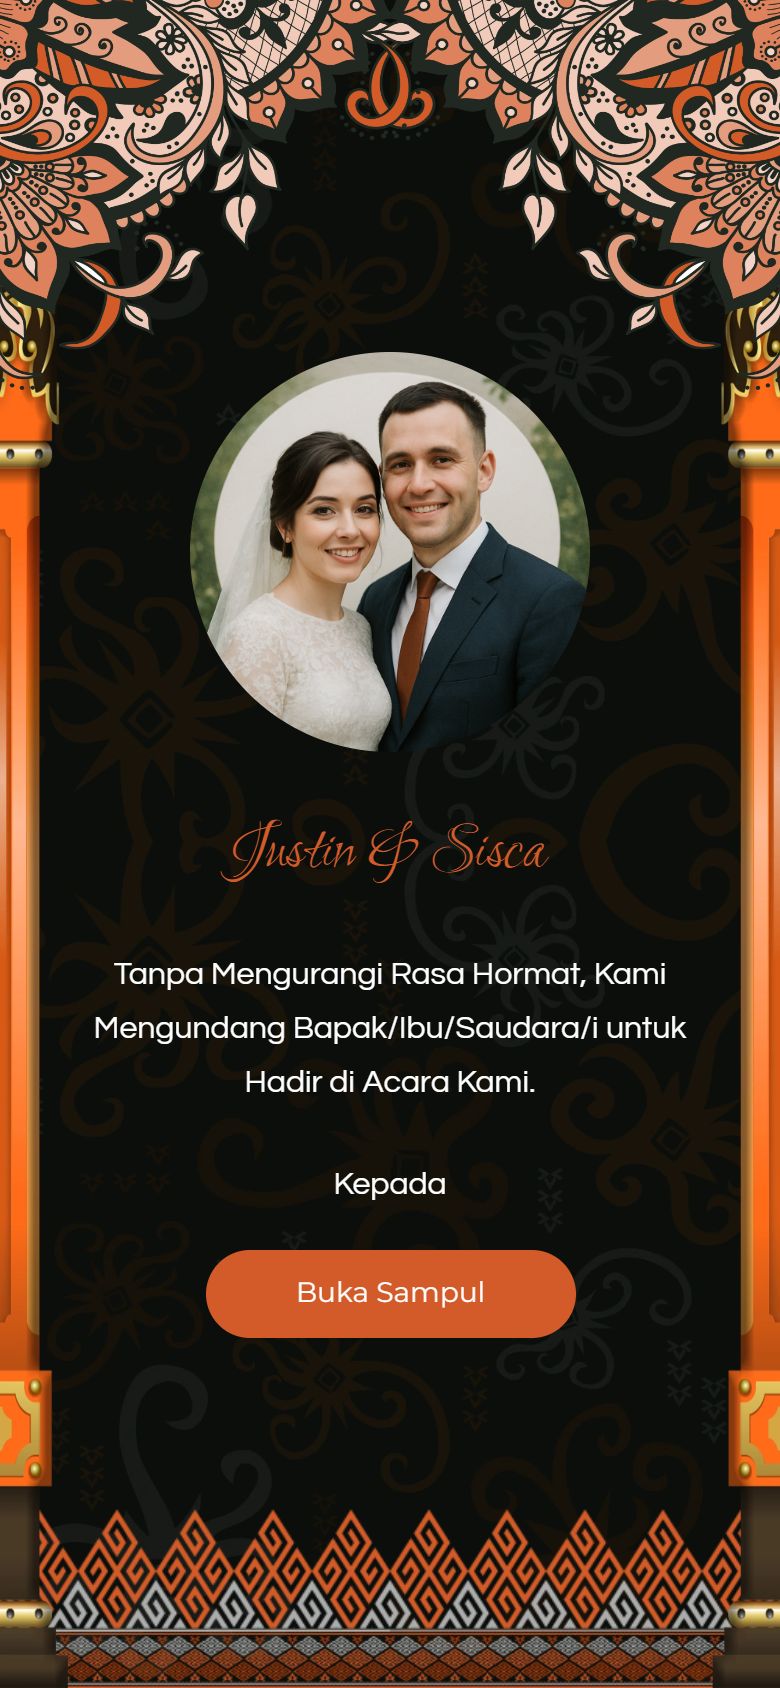 Justin & Sisca
Tanpa Mengurangi Rasa Hormat, Kami
Mengundang Bapak/Ibu/Saudara/i untuk
Hadir di Acara Kami.
Kepada
Buka Sampul